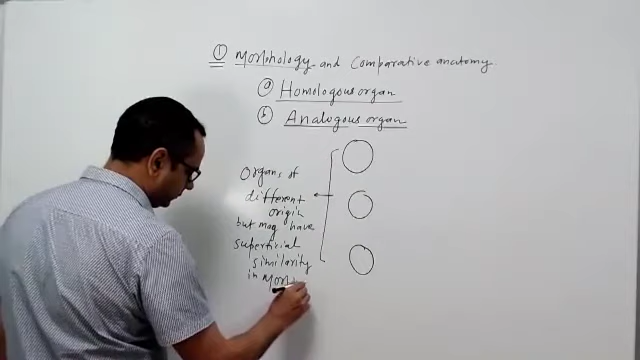 ① Morphology and Comparative anatomy.
ⓐ Homologous organ
ⓑ Analogous organ
Organs of
different
origin
but may have
superficial
similarity
in Mor